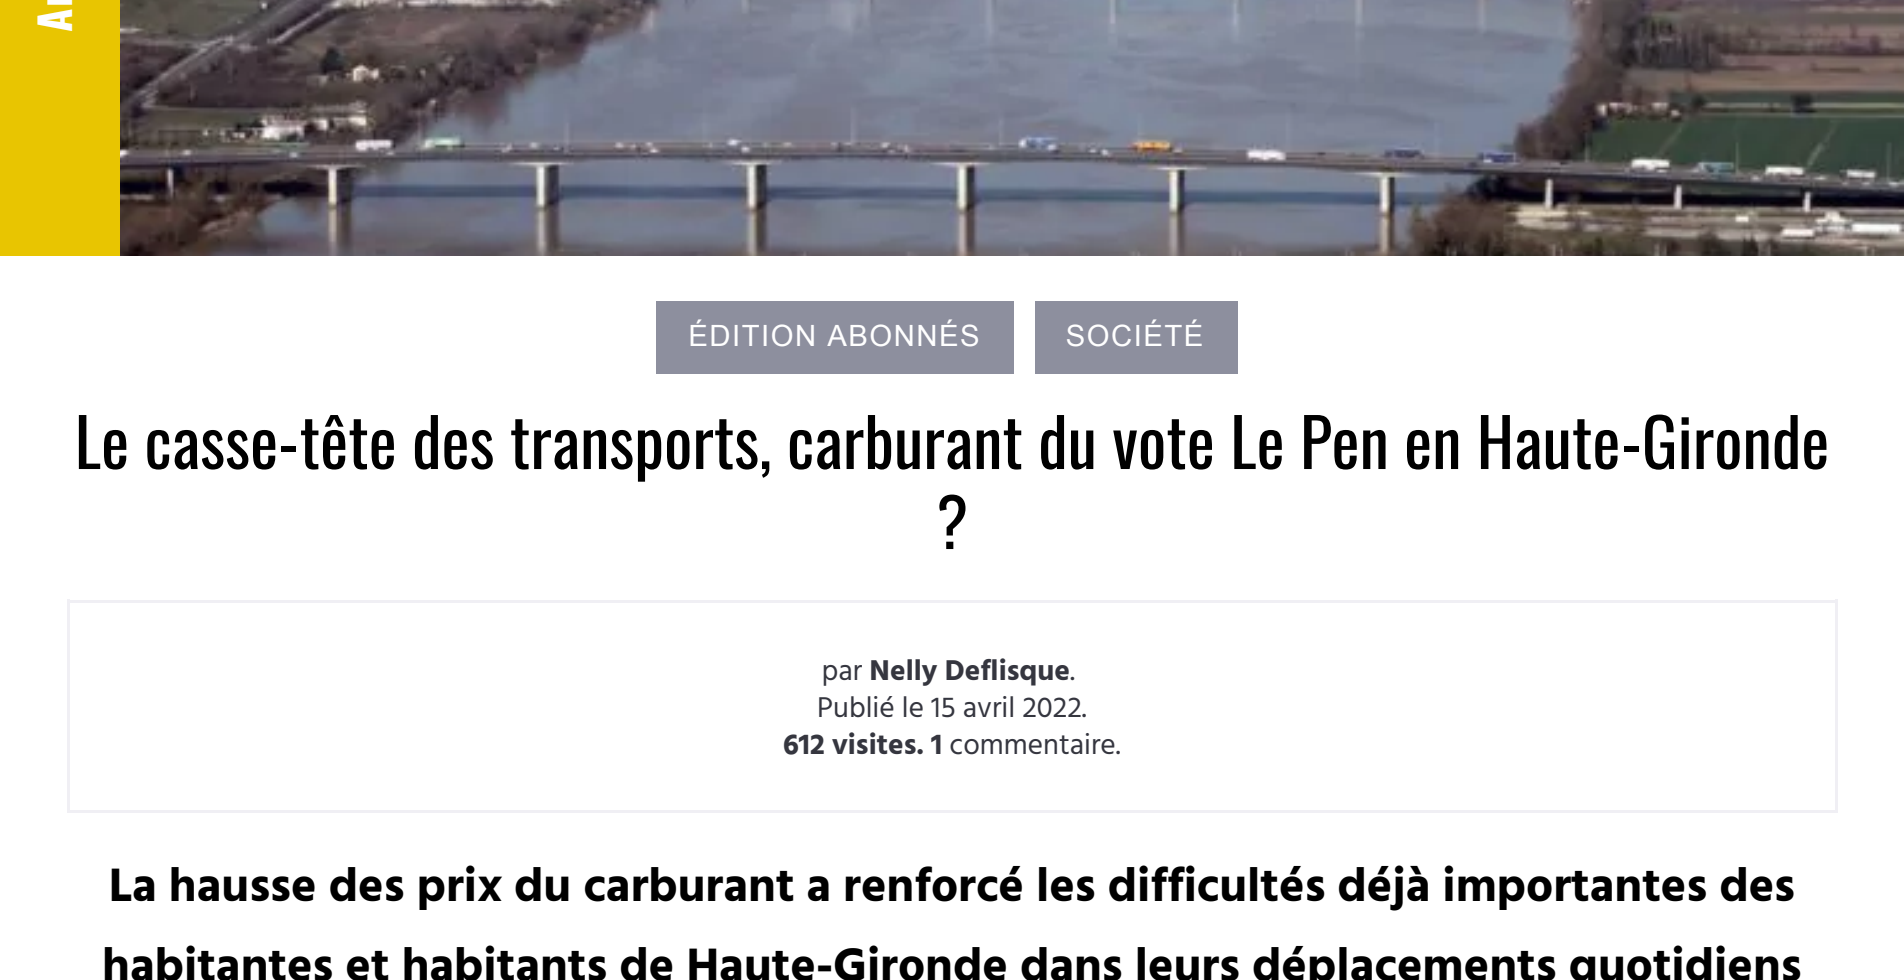 ÉDITION ABONNÉS
SOCIÉTÉ
Le casse-tête des transports, carburant du vote Le Pen en Haute-Gironde
?
par Nelly Deflisque.
Publié le 15 avril 2022.
612 visites. 1 commentaire.
La hausse des prix du carburant a renforcé les difficultés déjà importantes des
habitantes et habitants de Haute-Gironde dans leurs déplacements quotidiens